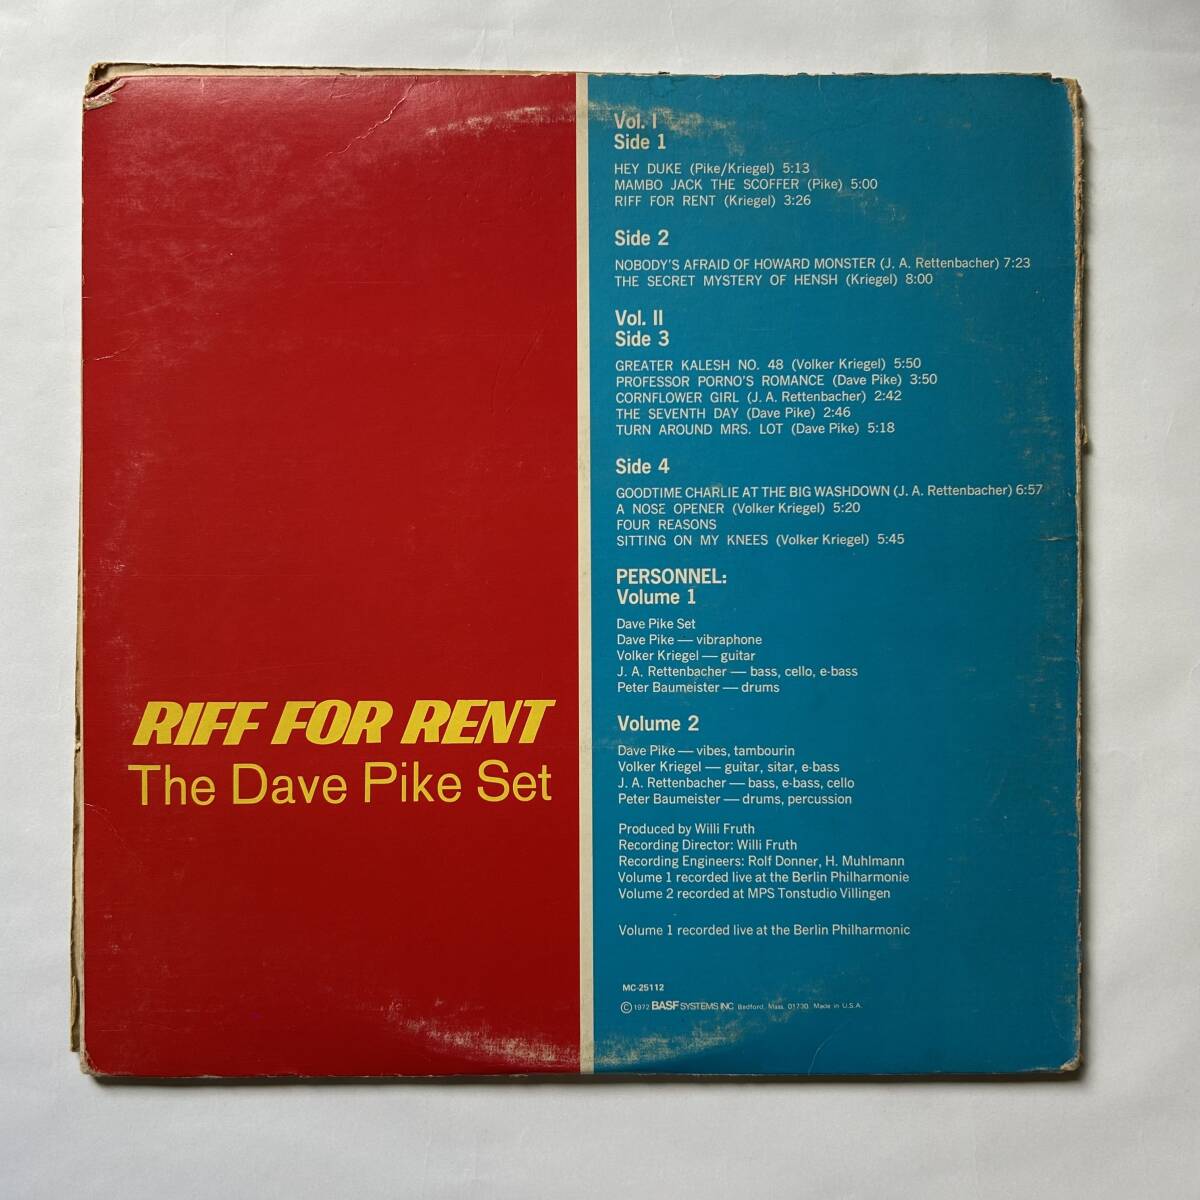 RIFF FOR RENT
The Dave Pike Set
Vol. I
Side 1
HEY DUKE (Pike/Kriegel) 5:13
MAMBO JACK THE SCOFFER (Pike) 5:00
RIFF FOR RENT (Kriegel) 3:26
Side 2
NOBODY'S AFRAID OF HOWARD MONSTER (J. A. Rettenbacher) 7:23
THE SECRET MYSTERY OF HENSH (Kriegel) 8:00
Vol. II
Side 3
GREATER KALESH NO. 48 (Volker Kriegel) 5:50
PROFESSOR PORNO'S ROMANCE (Dave Pike) 3:50
CORNFLOWER GIRL (J. A. Rettenbacher) 2:42
THE SEVENTH DAY (Dave Pike) 2:46
TURN AROUND MRS. LOT (Dave Pike) 5:18
Side 4
GOODTIME CHARLIE AT THE BIG WASHDOWN (J. A. Rettenbacher) 6:57
A NOSE OPENER (Volker Kriegel) 5:20
FOUR REASONS
SITTING ON MY KNEES (Volker Kriegel) 5:45
PERSONNEL:
Volume 1
Dave Pike Set
Dave Pike — vibraphone
Volker Kriegel — guitar
J. A. Rettenbacher — bass, cello, e-bass
Peter Baumeister — drums
Volume 2
Dave Pike — vibes, tambourin
Volker Kriegel — guitar, sitar, e-bass
J. A. Rettenbacher — bass, e-bass, cello
Peter Baumeister — drums, percussion
Produced by Willi Fruth
Recording Director: Willi Fruth
Recording Engineers: Rolf Donner, H. Muhlmann
Volume 1 recorded live at the Berlin Philharmonie
Volume 2 recorded at MPS Tonstudio Villingen
Volume 1 recorded live at the Berlin Philharmonic
MC-25112
© 1972 BASF SYSTEMS INC Bedford, Mass. 01730. Made in U.S.A.